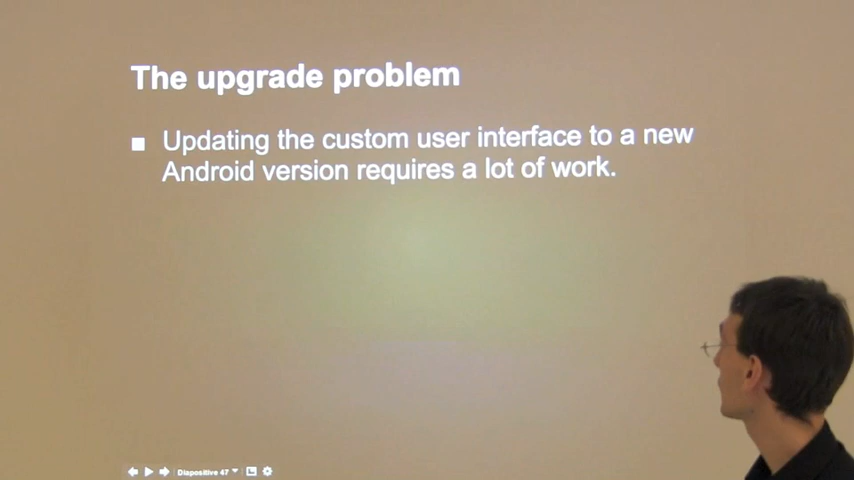 The upgrade problem
■ Updating the custom user interface to a new
Android version requires a lot of work.
Diapositive 47